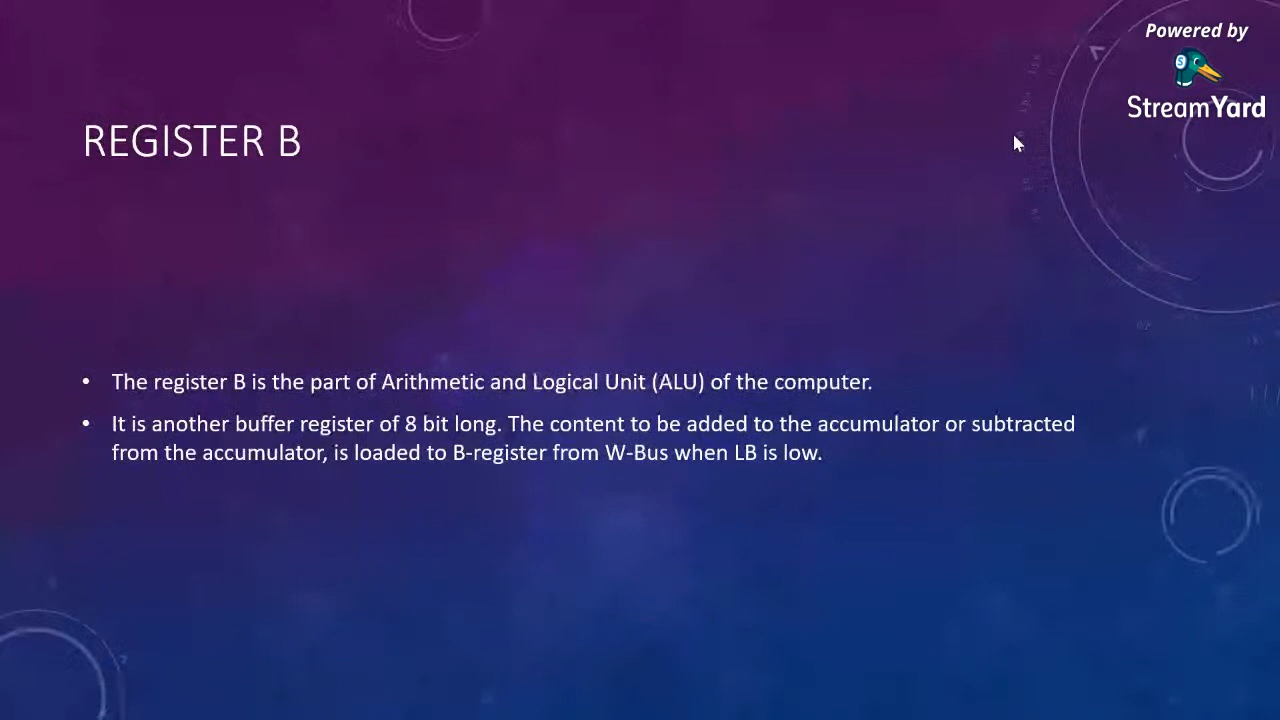 Powered by
StreamYard
REGISTER B
• The register B is the part of Arithmetic and Logical Unit (ALU) of the computer.
• It is another buffer register of 8 bit long. The content to be added to the accumulator or subtracted
from the accumulator, is loaded to B-register from W-Bus when LB is low.